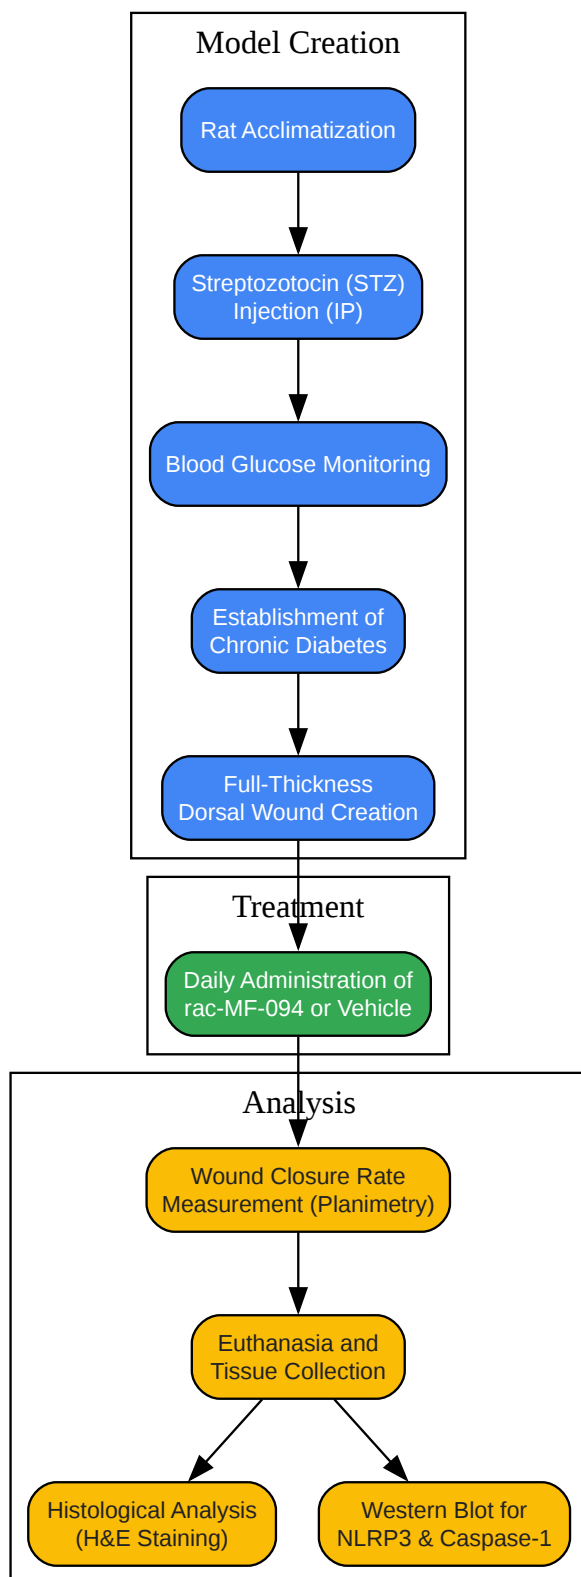 Model Creation
Rat Acclimatization
Streptozotocin (STZ)
Injection (IP)
Blood Glucose Monitoring
Establishment of
Chronic Diabetes
Full-Thickness
Dorsal Wound Creation
Treatment
Daily Administration of
rac-MF-094 or Vehicle
Analysis
Wound Closure Rate
Measurement (Planimetry)
Euthanasia and
Tissue Collection
Histological Analysis
(H&E Staining)
Western Blot for
NLRP3 & Caspase-1